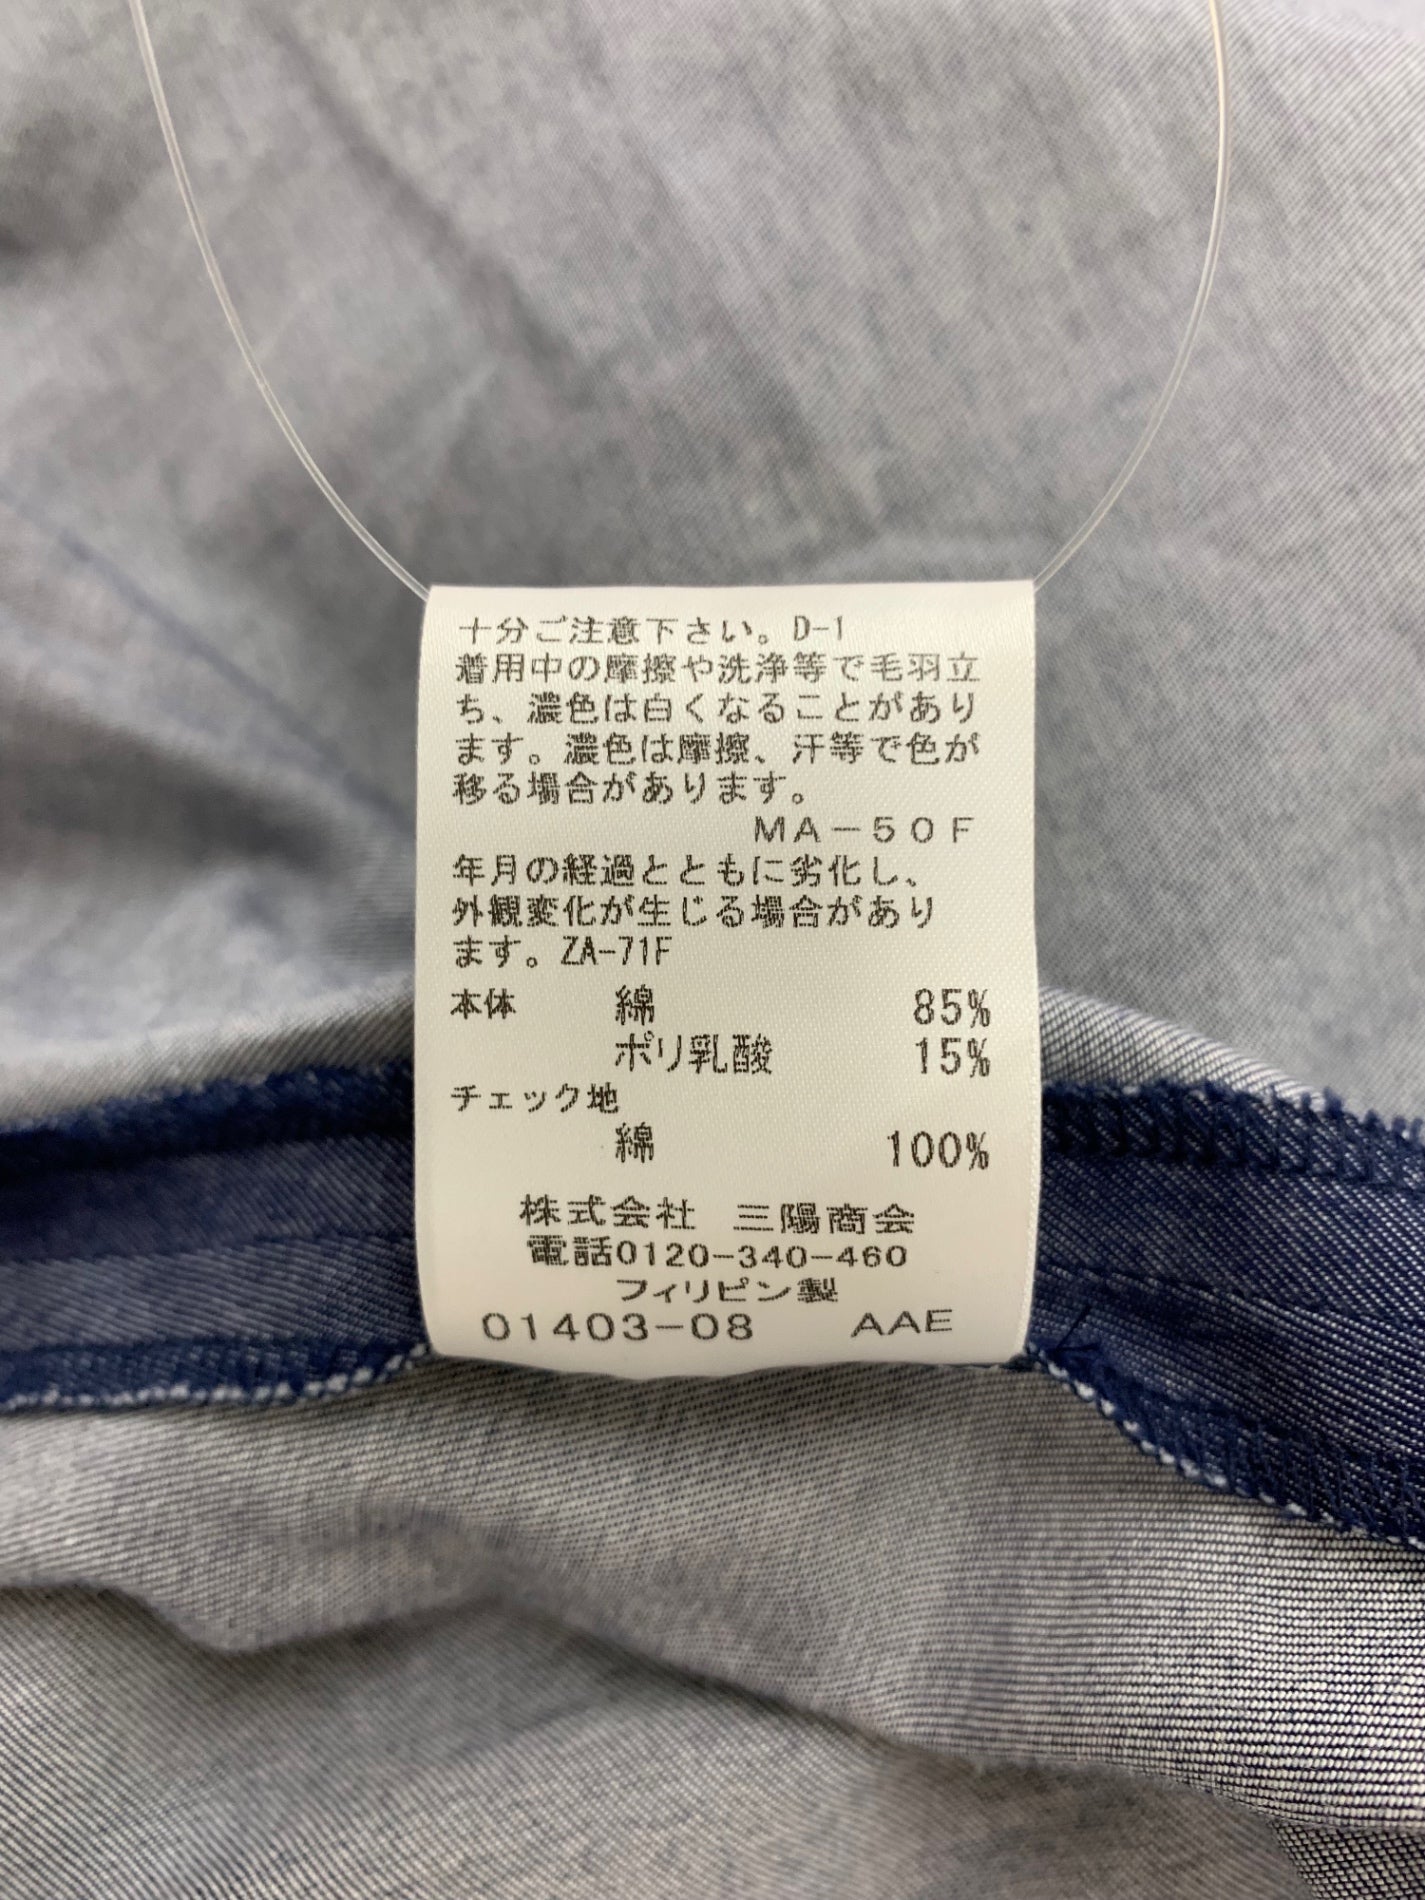 十分ご注意下さい。D-1
着用中の摩擦や洗浄等で毛羽立
ち、濃色は白くなることがあり
ます。濃色は摩擦、汗等で色が
移る場合があります。
MA-50F
年月の経過とともに劣化し、
外観変化が生じる場合があり
ます。ZA-71F
本体 綿 85%
ポリ乳酸 15%
チェック地
綿 100%
株式会社 三陽商会
電話0120-340-460
フィリピン製
01403-08 AAE